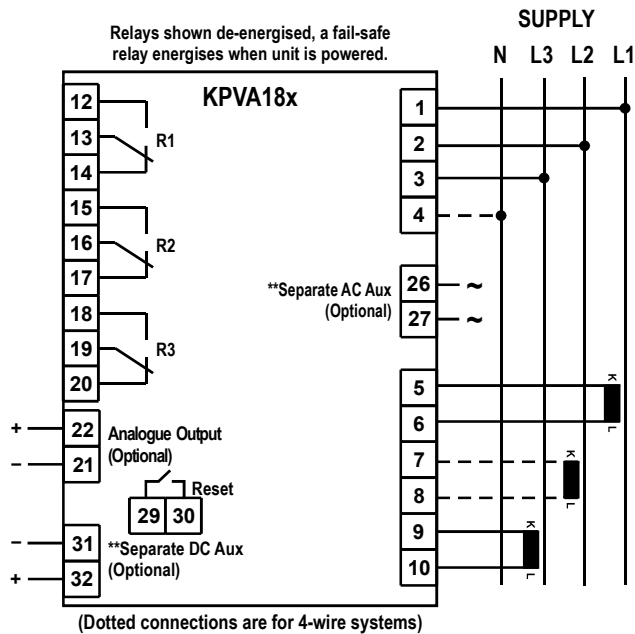 Relays shown de-energised, a fail-safe
relay energises when unit is powered.
SUPPLY
N L3 L2 L1
KPVA18x
12
13
14
R1
15
16
17
R2
18
19
20
R3
+ 22
− 21
Analogue Output
(Optional)
Reset
29 30
− 31
+ 32
**Separate DC Aux
(Optional)
1
2
3
4
**Separate AC Aux
(Optional)
26 ~
27 ~
5
6
K
L
7
8
K
L
9
10
K
L
(Dotted connections are for 4-wire systems)